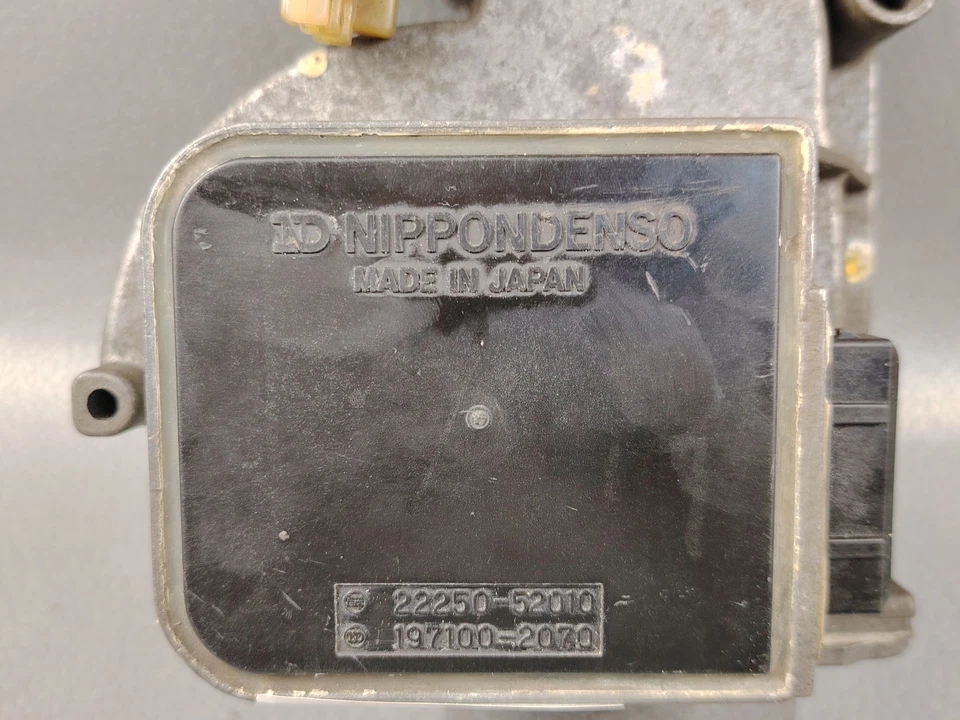 ND NIPPONDENSO
MADE IN JAPAN
22250-52010
197100-2070